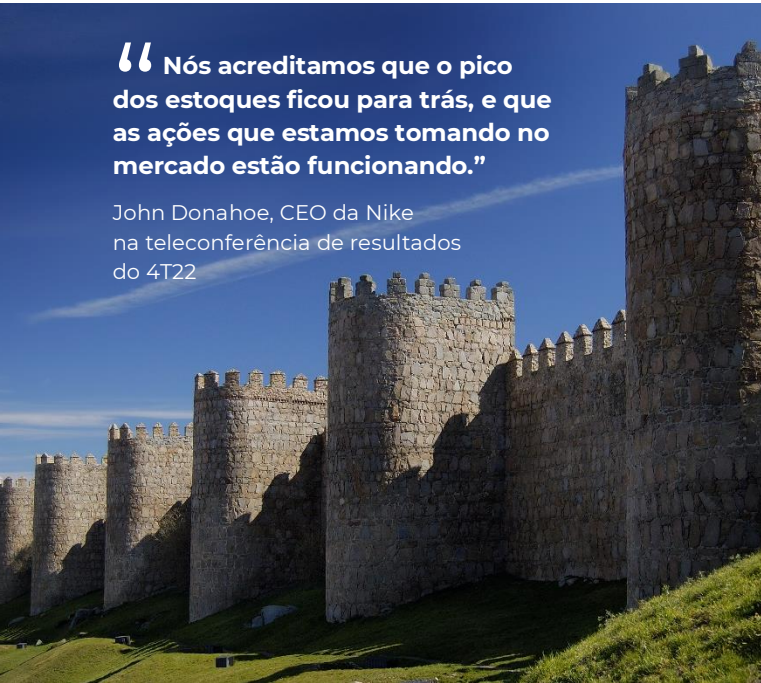 “ Nós acreditamos que o pico
dos estoques ficou para trás, e que
as ações que estamos tomando no
mercado estão funcionando.”
John Donahoe, CEO da Nike
na teleconferência de resultados
do 4T22